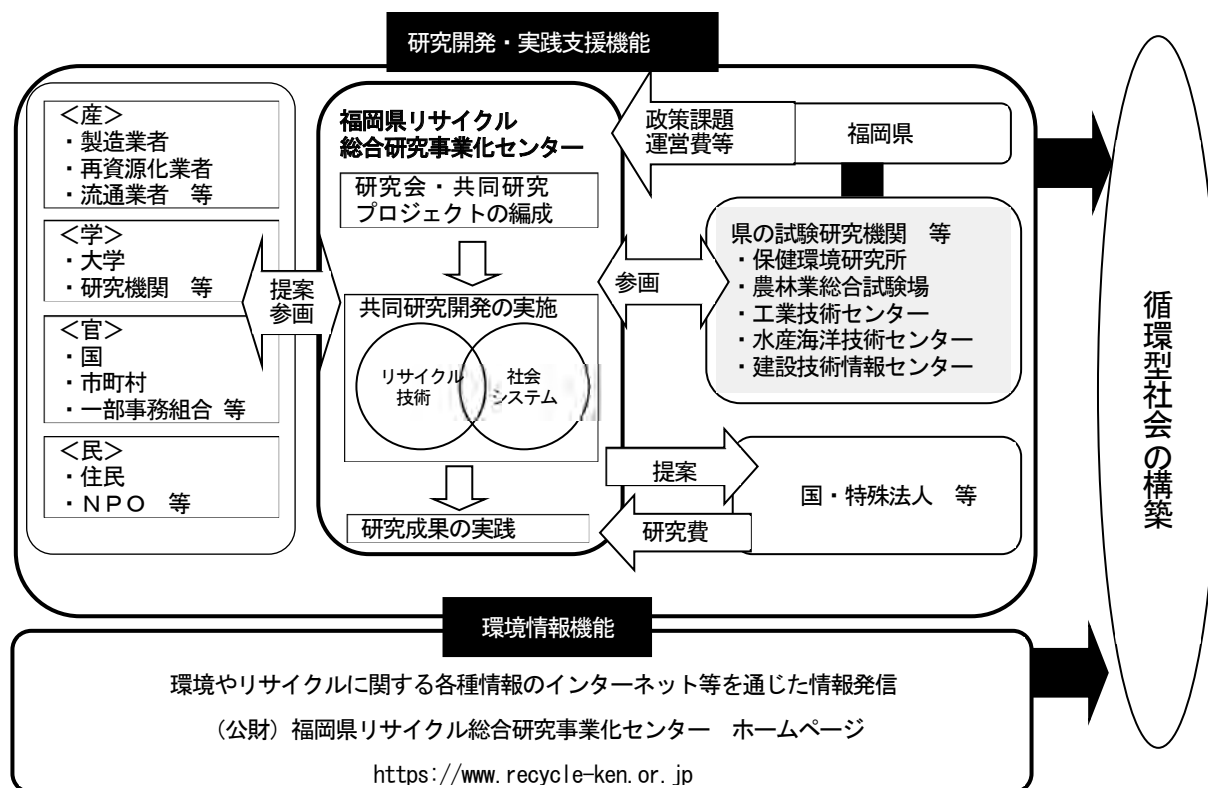 研究開発・実践支援機能
＜産＞
・製造業者
・再資源化業者
・流通業者　等
＜学＞
・大学
・研究機関　等
＜官＞
・国
・市町村
・一部事務組合 等
＜民＞
・住民
・ＮＰＯ　等
提案
参画
福岡県リサイクル
総合研究事業化センター
研究会・共同研究
プロジェクトの編成
共同研究開発の実施
リサイクル
技術
社会
システム
研究成果の実践
政策課題
運営費等
福岡県
参画
県の試験研究機関　等
・保健環境研究所
・農林業総合試験場
・工業技術センター
・水産海洋技術センター
・建設技術情報センター
提案
研究費
国・特殊法人　等
循環型社会の構築
環境情報機能
環境やリサイクルに関する各種情報のインターネット等を通じた情報発信
（公財）福岡県リサイクル総合研究事業化センター　ホームページ
https://www.recycle-ken.or.jp